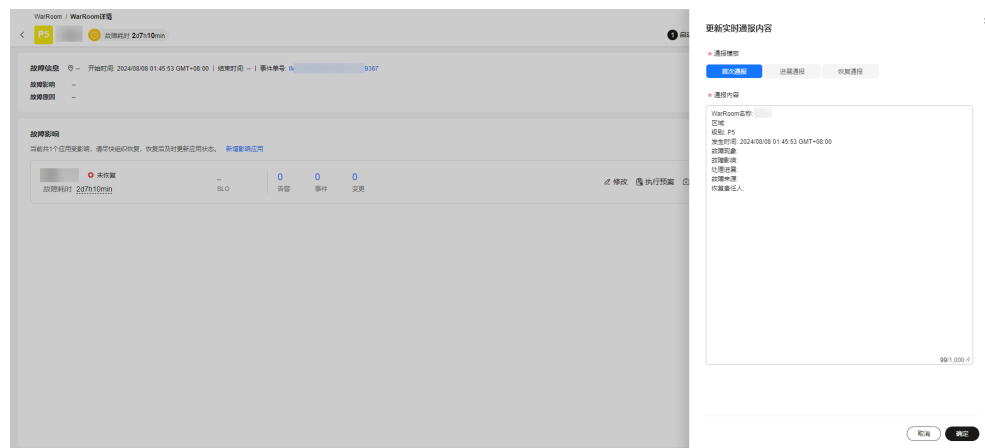 WarRoom / WarRoom详情
P5 故障耗时 2d7h10min
1 启
故障信息 -- 开始时间: 2024/08/08 01:45:53 GMT+08:00 | 结束时间: -- | 事件单号: 9367
故障影响 --
故障原因 --
故障影响
当前共1个应用受影响, 请尽快组织恢复, 恢复后及时更新应用状态。 新增影响应用
未恢复
故障耗时 2d7h10min
-- SLO
0 告警
0 事件
0 变更
修改 执行预案
更新实时通报内容
* 通报模板
首次通报 进展通报 恢复通报
* 通报内容
WarRoom名称:
区域:
级别: P5
发生时间: 2024/08/08 01:45:53 GMT+08:00
故障现象:
故障影响:
处理进展:
故障来源:
恢复责任人:
99/1,000
取消 确定